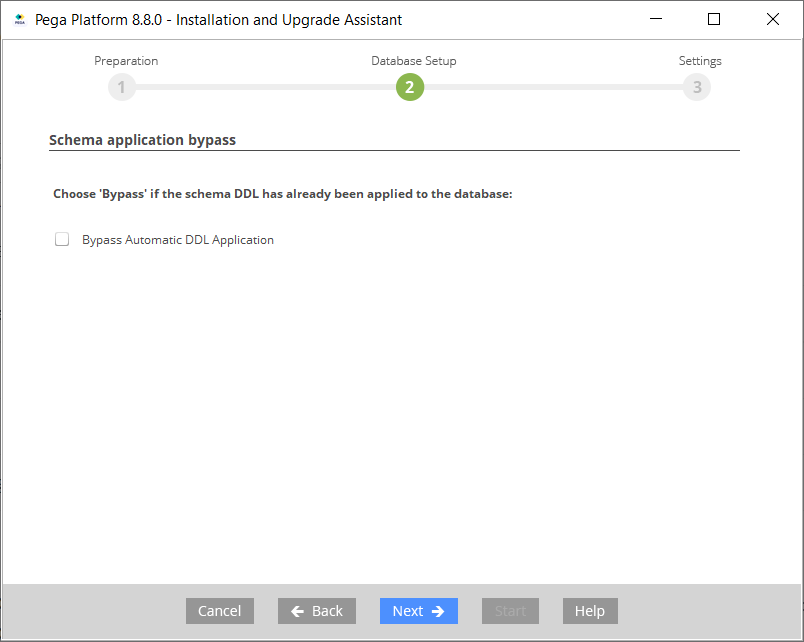 Pega Platform 8.8.0 - Installation and Upgrade Assistant
Preparation Database Setup Settings
1 2 3
Schema application bypass
Choose 'Bypass' if the schema DDL has already been applied to the database:
Bypass Automatic DDL Application
Cancel Back Next Start Help